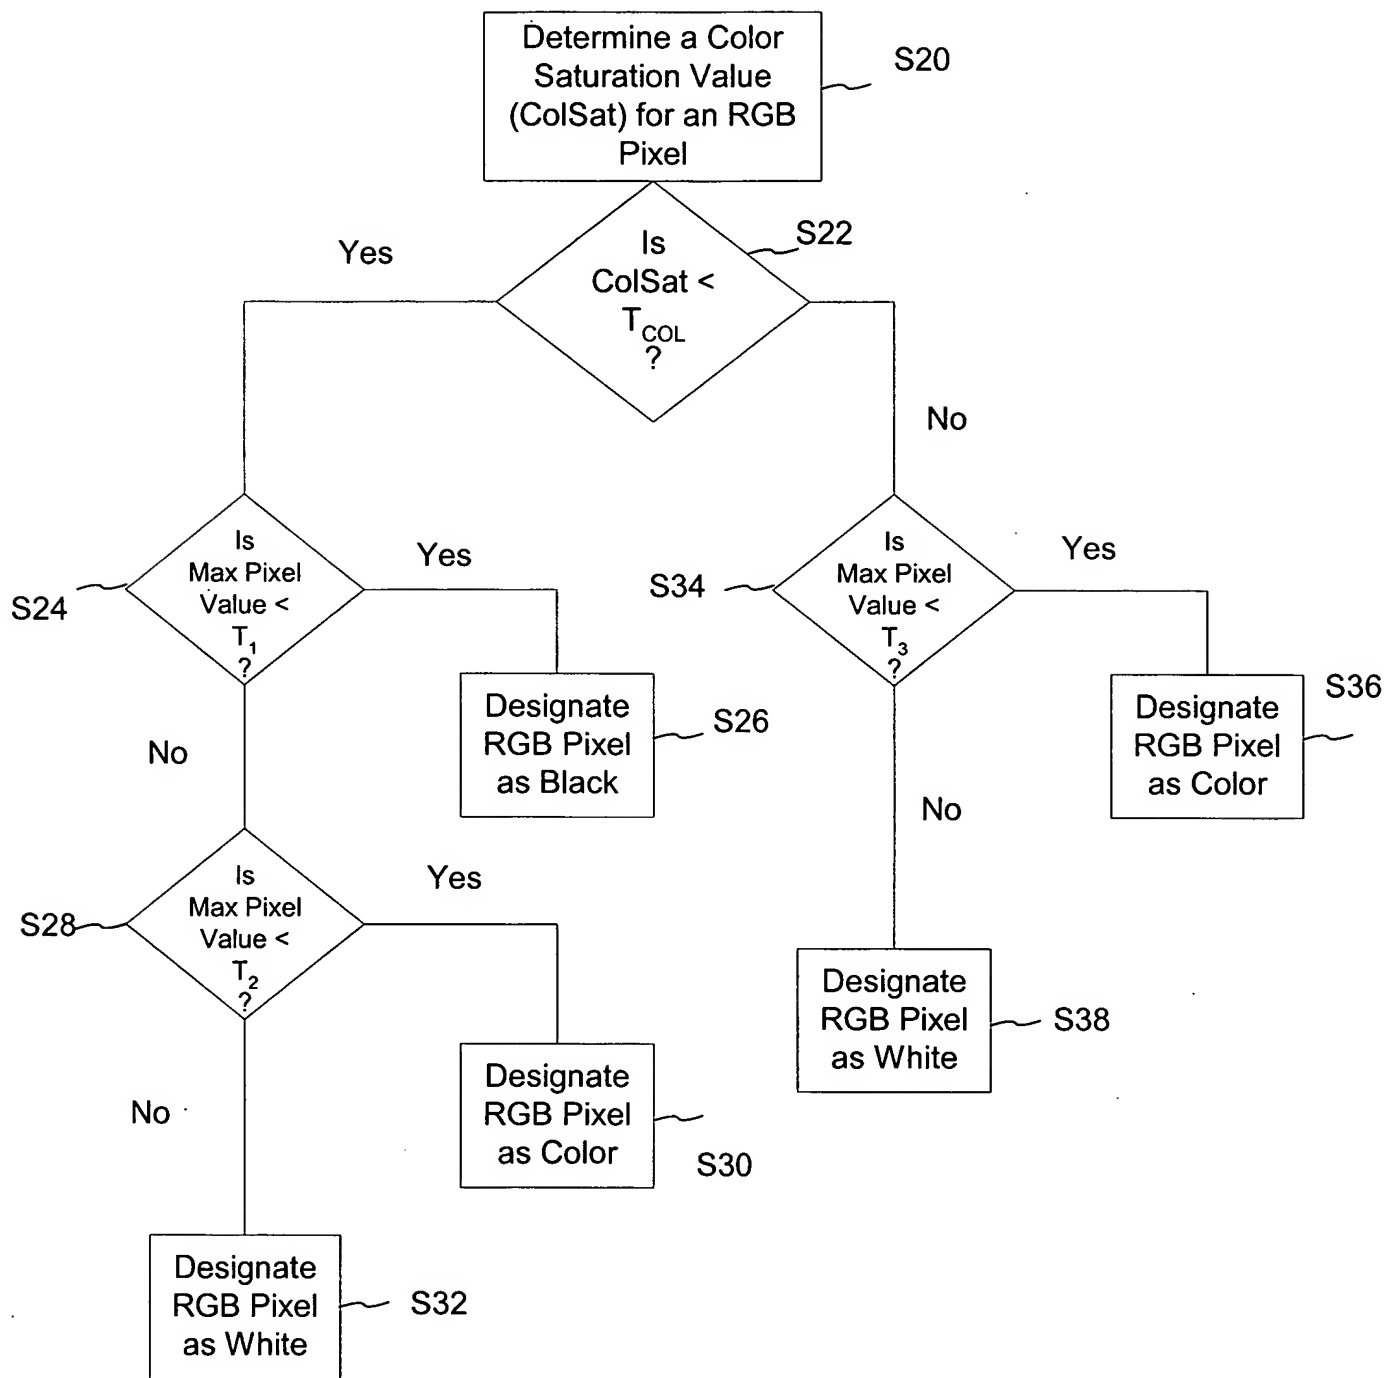 Determine a Color
Saturation Value
(ColSat) for an RGB
Pixel
S20
Is
ColSat <
T_COL
?
S22
Yes
No
Is
Max Pixel
Value <
T_1
?
S24
Yes
No
Designate
RGB Pixel
as Black
S26
Is
Max Pixel
Value <
T_3
?
S34
Yes
No
Designate
RGB Pixel
as Color
S36
Is
Max Pixel
Value <
T_2
?
S28
Yes
No
Designate
RGB Pixel
as Color
S30
Designate
RGB Pixel
as White
S38
Designate
RGB Pixel
as White
S32